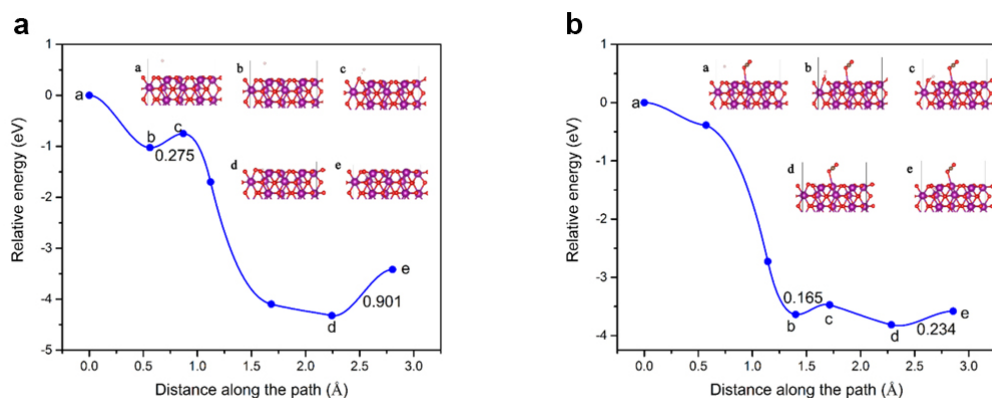 a
b
1
0
-1
-2
-3
-4
-5
Relative energy (eV)
0.0 0.5 1.0 1.5 2.0 2.5 3.0
Distance along the path (Å)
a
b
c
0.275
d
0.901
e
a
b
c
d
e
1
0
-1
-2
-3
-4
Relative energy (eV)
0.0 0.5 1.0 1.5 2.0 2.5 3.0
Distance along the path (Å)
a
0.165
b
c
d
0.234
e
a
b
c
d
e